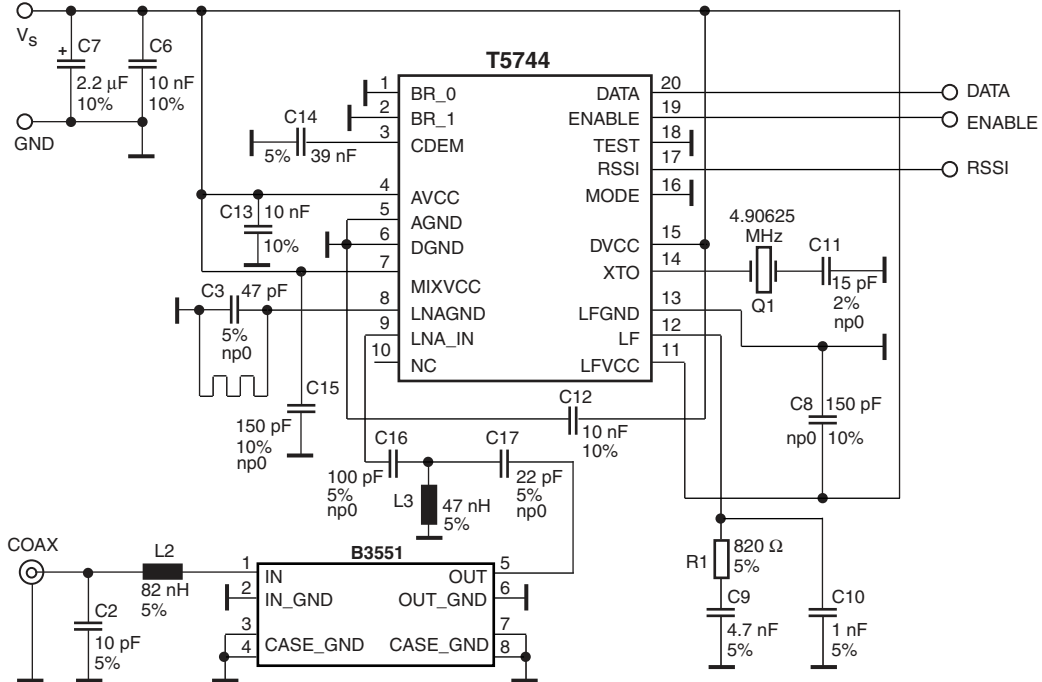 V_S
C7
2.2 µF
10%
+
C6
10 nF
10%
GND
T5744
1 BR_0
2 BR_1
3 CDEM
4 AVCC
5 AGND
6 DGND
7 MIXVCC
8 LNAGND
9 LNA_IN
10 NC
DATA 20
ENABLE 19
TEST 18
RSSI 17
MODE 16
DVCC 15
XTO 14
LFGND 13
LF 12
LFVCC 11
DATA
ENABLE
RSSI
C14
5% 39 nF
C13 10 nF
10%
C3 47 pF
5%
np0
C15
150 pF
10%
np0
4.90625
MHz
Q1
C11
15 pF
2%
np0
C12
10 nF
10%
C8 150 pF
np0 10%
C16
100 pF
5%
np0
C17
22 pF
5%
np0
L3 47 nH
5%
COAX
L2
82 nH
5%
C2
10 pF
5%
B3551
1 IN
2 IN_GND
3
4 CASE_GND
OUT 5
OUT_GND 6
7
CASE_GND 8
R1 820 Ω
5%
C9
4.7 nF
5%
C10
1 nF
5%